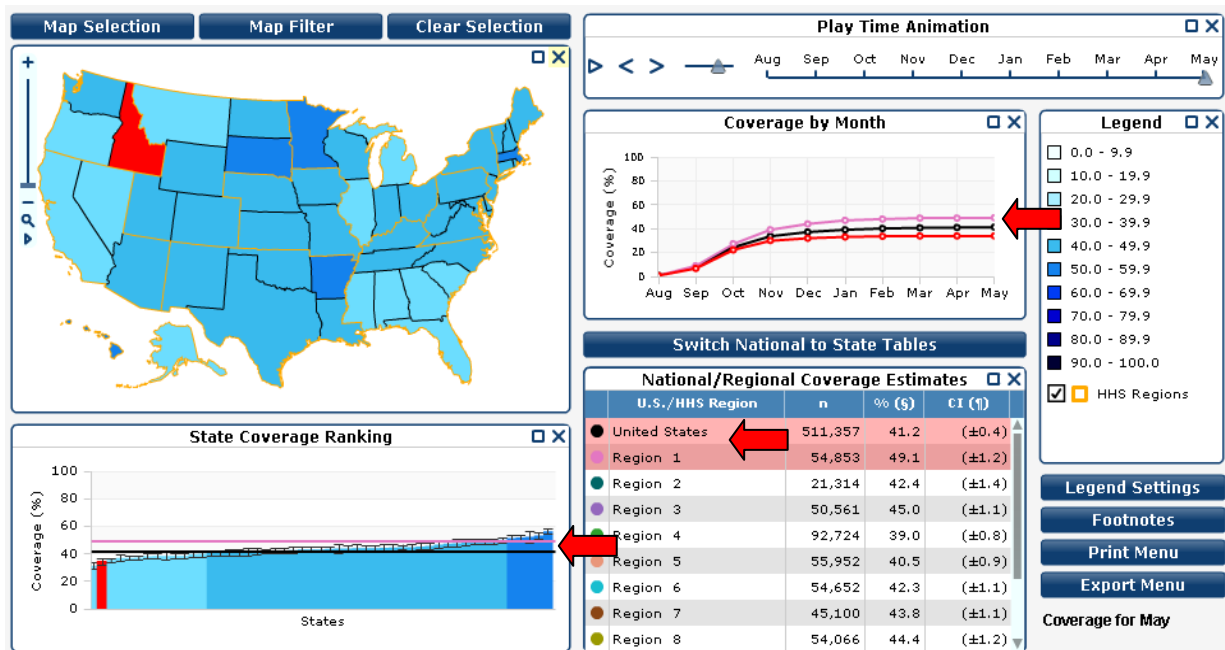 Map Selection
Map Filter
Clear Selection
Play Time Animation
Aug Sep Oct Nov Dec Jan Feb Mar Apr May
Coverage by Month
Coverage (%)
100
80
60
40
20
0
Aug Sep Oct Nov Dec Jan Feb Mar Apr May
Legend
0.0 - 9.9
10.0 - 19.9
20.0 - 29.9
30.0 - 39.9
40.0 - 49.9
50.0 - 59.9
60.0 - 69.9
70.0 - 79.9
80.0 - 89.9
90.0 - 100.0
HHS Regions
Switch National to State Tables
National/Regional Coverage Estimates
U.S./HHS Region n % (§) CI (¶)
United States 511,357 41.2 (±0.4)
Region 1 54,853 49.1 (±1.2)
Region 2 21,314 42.4 (±1.4)
Region 3 50,561 45.0 (±1.1)
Region 4 92,724 39.0 (±0.8)
Region 5 55,952 40.5 (±0.9)
Region 6 54,652 42.3 (±1.1)
Region 7 45,100 43.8 (±1.1)
Region 8 54,066 44.4 (±1.2)
State Coverage Ranking
Coverage (%)
100
80
60
40
20
0
States
Legend Settings
Footnotes
Print Menu
Export Menu
Coverage for May